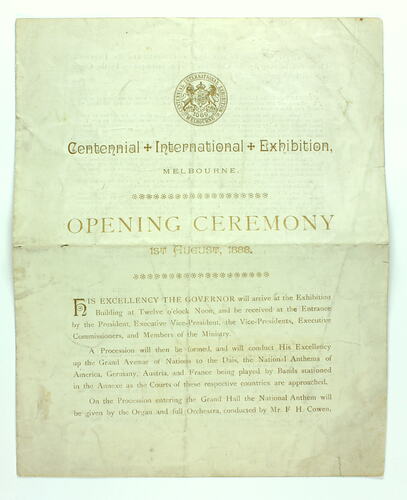 CENTENNIAL INTERNATIONAL EXHIBITION
1888
MELBOURNE
Centennial + International + Exhibition,
MELBOURNE.
OPENING CEREMONY
1ST AUGUST, 1888.
HIS EXCELLENCY THE GOVERNOR will arrive at the Exhibition
Building at Twelve o'clock Noon, and be received at the Entrance
by the President, Executive Vice-President, the Vice-Presidents, Executive
Commissioners, and Members of the Ministry.
A Procession will then be formed, and will conduct His Excellency
up the Grand Avenue of Nations to the Dais, the National Anthems of
America, Germany, Austria, and France being played by Bands stationed
in the Annexe as the Courts of these respective countries are approached.
On the Procession entering the Grand Hall the National Anthem will
be given by the Organ and full Orchestra, conducted by Mr. F. H. Cowen.